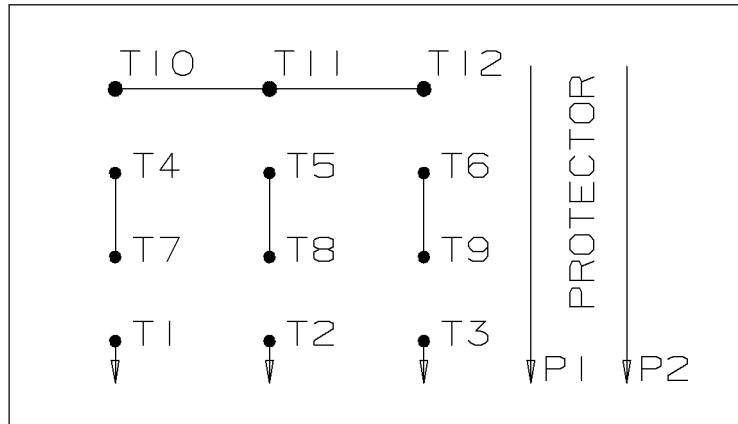 T10 T11 T12
T4 T5 T6
T7 T8 T9
T1 T2 T3
PROTECTOR
P1 P2